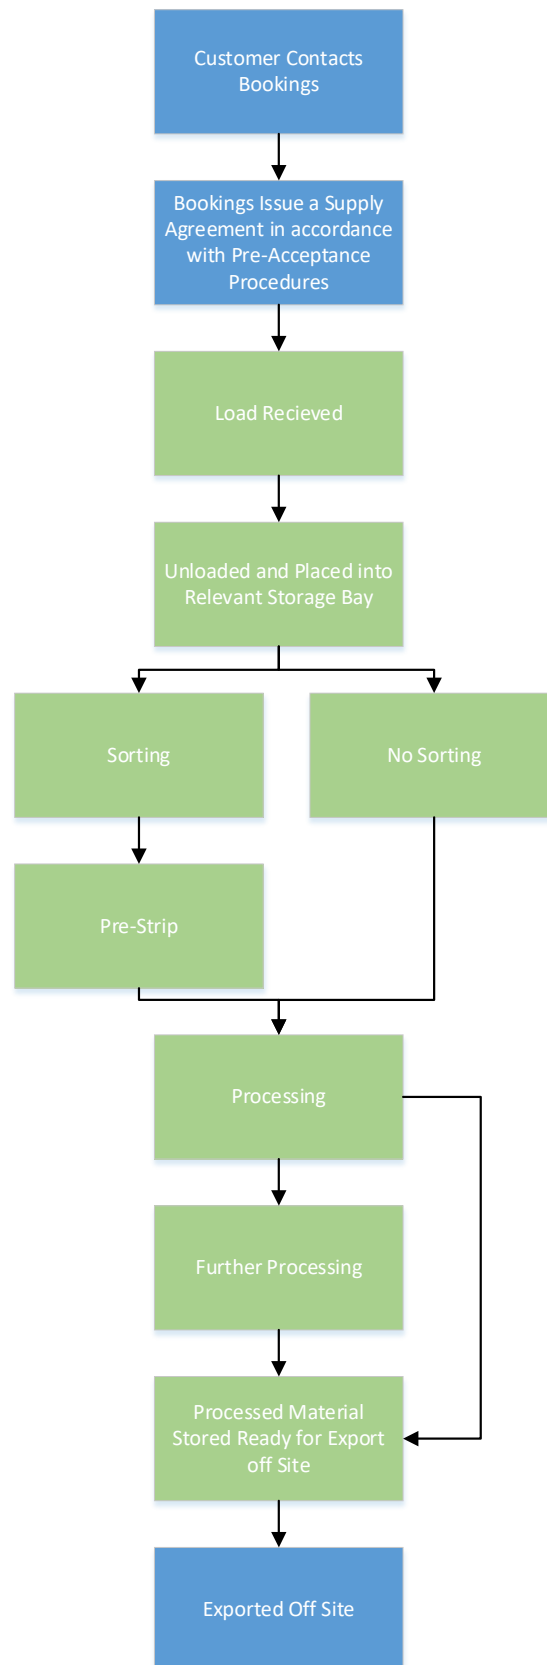 Customer Contacts
Bookings
Bookings Issue a Supply
Agreement in accordance
with Pre-Acceptance
Procedures
Load Recieved
Unloaded and Placed into
Relevant Storage Bay
Sorting
No Sorting
Pre-Strip
Processing
Further Processing
Processed Material
Stored Ready for Export
off Site
Exported Off Site